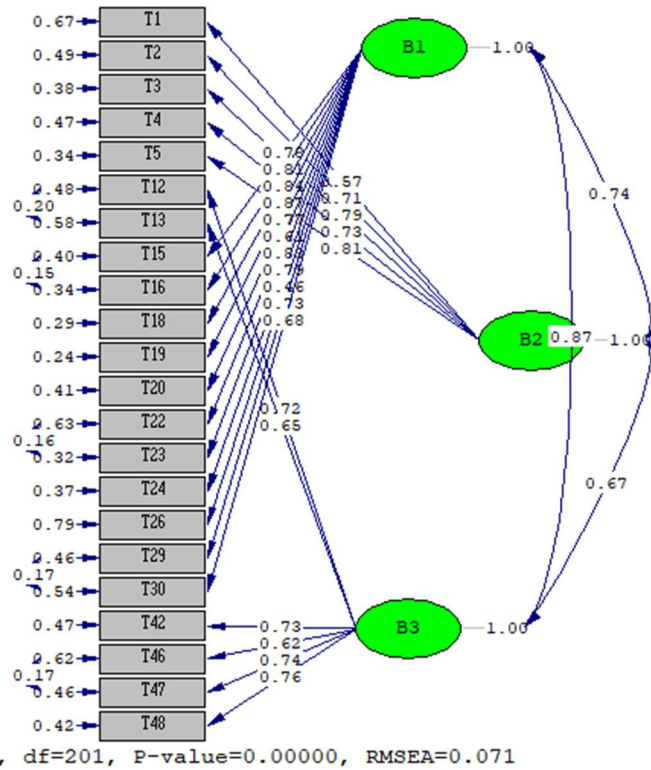 0.67 T1
B1 1.00
0.49 T2
0.38 T3
0.47 T4
0.34 T5
0.48 T12
0.20
0.58 T13
0.40 T15
0.15
0.34 T16
0.29 T18
0.24 T19
0.41 T20
0.63 T22
0.16
0.32 T23
0.37 T24
0.79 T26
0.46 T29
0.17
0.54 T30
0.47 T42
0.62 T46
0.17
0.46 T47
0.42 T48
0.81
0.84
0.87
0.77
0.61
0.79
0.46
0.73
0.68
0.57
0.71
0.79
0.73
0.81
0.74
B2 0.87 1.00
0.72
0.65
0.67
B3 1.00
0.73
0.62
0.74
0.76
, df=201, P-value=0.00000, RMSEA=0.071